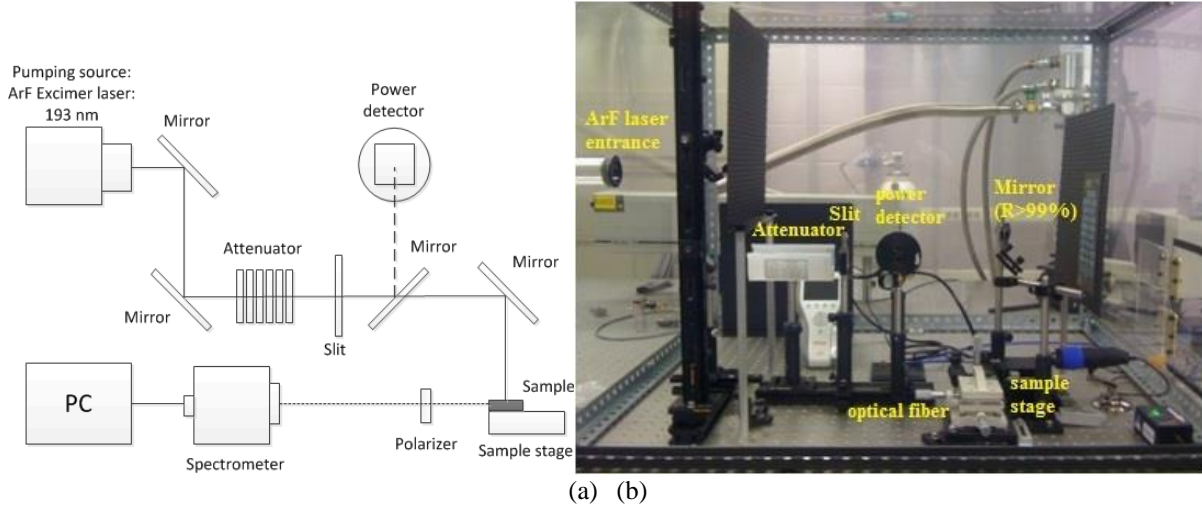 Pumping source:
ArF Excimer laser:
193 nm
Mirror
Power
detector
Attenuator
Mirror
Mirror
Mirror
Slit
PC
Sample
Polarizer
Sample stage
Spectrometer
ArF laser
entrance
Attenuator
Slit
power
detector
Mirror
(R>99%)
optical fiber
sample
stage
(a) (b)